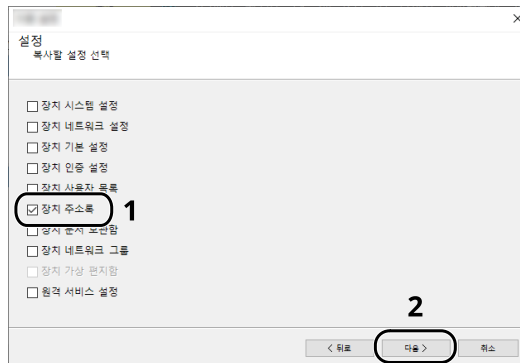 설정
복사할 설정 선택
장치 시스템 설정
장치 네트워크 설정
장치 기본 설정
장치 인증 설정
장치 사용자 목록
장치 주소록 1
장치 문서 보관함
장치 네트워크 그룹
장치 가상 편지함
원격 서비스 설정
2
< 뒤로 다음 > 취소